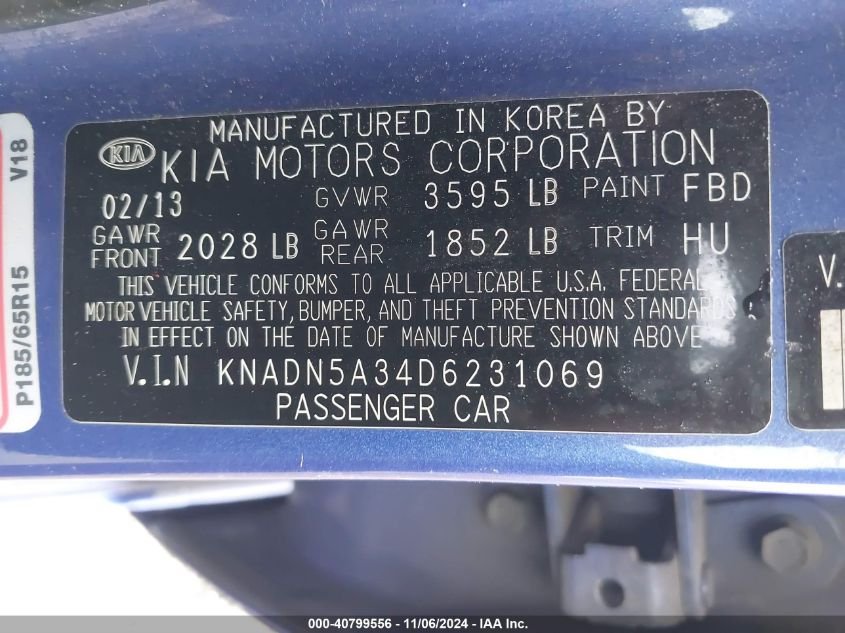 MANUFACTURED IN KOREA BY
KIA KIA MOTORS CORPORATION
02/13 GVWR 3595 LB PAINT FBD
GAWR FRONT 2028 LB GAWR REAR 1852 LB TRIM HU
THIS VEHICLE CONFORMS TO ALL APPLICABLE U.S.A. FEDERAL
MOTOR VEHICLE SAFETY, BUMPER, AND THEFT PREVENTION STANDARDS
IN EFFECT ON THE DATE OF MANUFACTURE SHOWN ABOVE
V.I.N KNADN5A34D6231069
PASSENGER CAR
P185/65R15 V18
V.
000-40799556 - 11/06/2024 - IAA Inc.